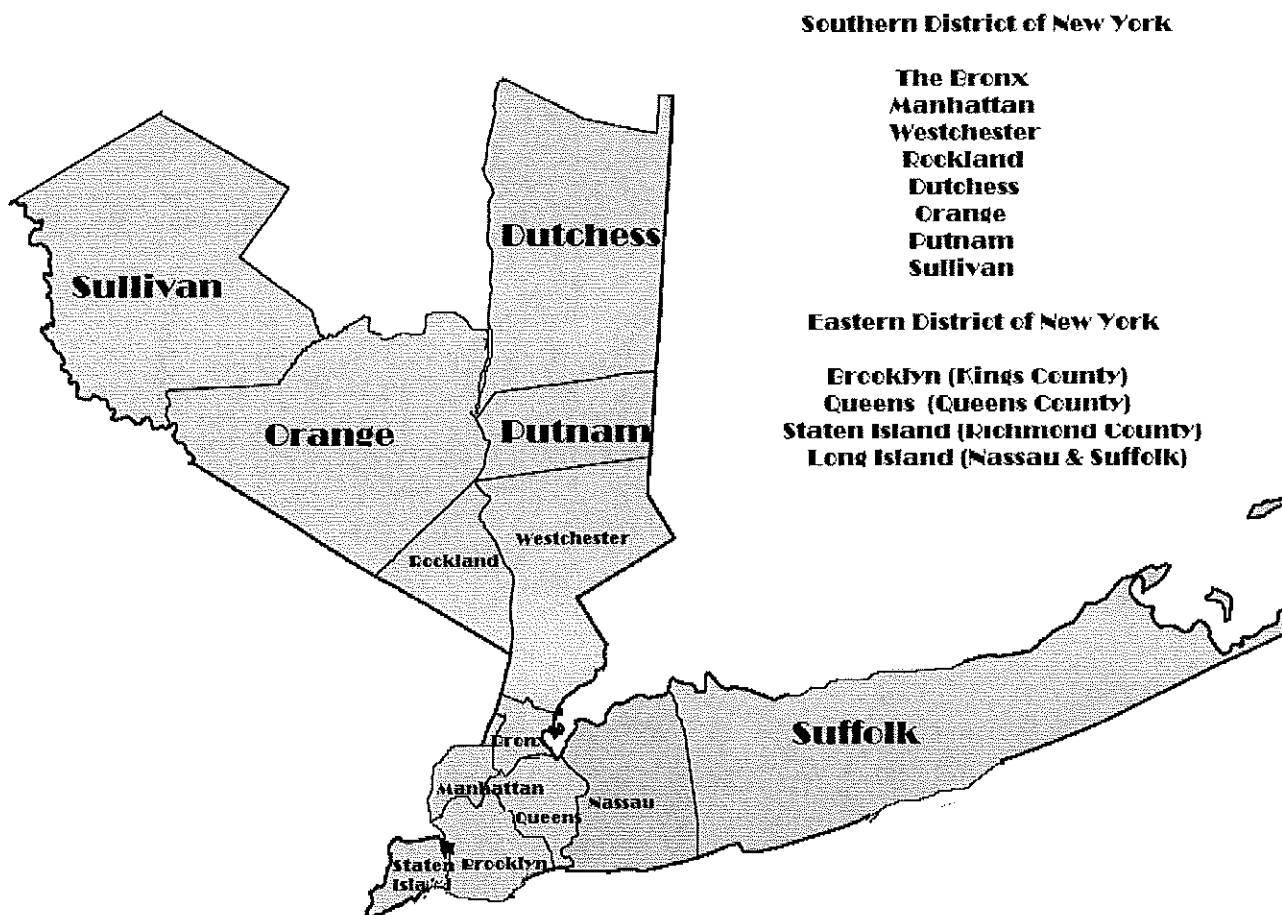 Southern District of New York
The Bronx
Manhattan
Westchester
Rockland
Dutchess
Orange
Putnam
Sullivan
Eastern District of New York
Brooklyn (Kings County)
Queens (Queens County)
Staten Island (Richmond County)
Long Island (Nassau & Suffolk)
Dutchess
Sullivan
Orange
Putnam
Westchester
Rockland
Suffolk
Bronx
Manhattan
Nassau
Queens
Staten
Island
Brooklyn